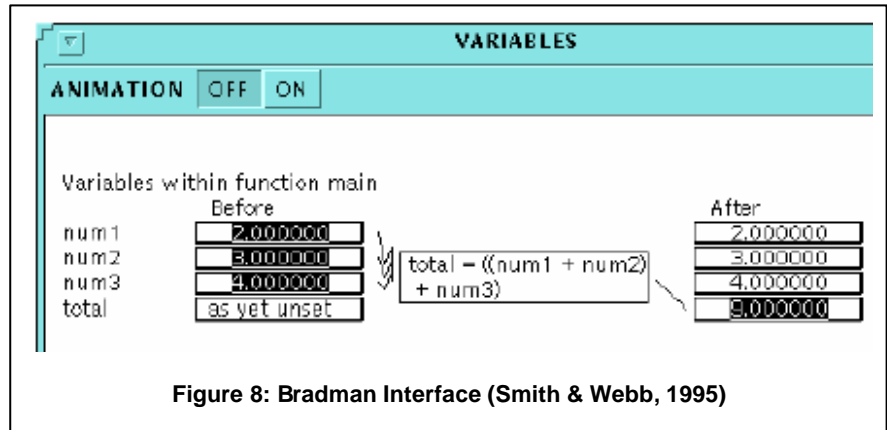 VARIABLES
ANIMATION OFF ON
Variables within function main
Before After
num1 2.000000 2.000000
num2 3.000000 3.000000
num3 4.000000 4.000000
total as yet unset 9.000000
total = ((num1 + num2)
+ num3)
Figure 8: Bradman Interface (Smith & Webb, 1995)